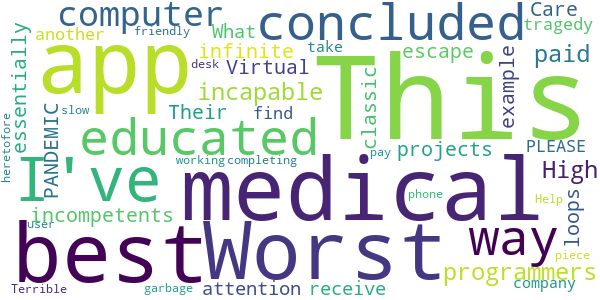 computer
concluded
Care
tragedy
another
friendly
What
infinite
take
escape
example
paid
essentially
app
This
desk
Virtual
classic
heretofore
slow
PANDEMIC
incapable
Their
find
educated
projects
PLEASE
I've
medical
working
completing
pay
High
incompetents
phone
Help
loops
user
best
Worst
way
piece
programmers
Terrible
garbage
attention
receive
company